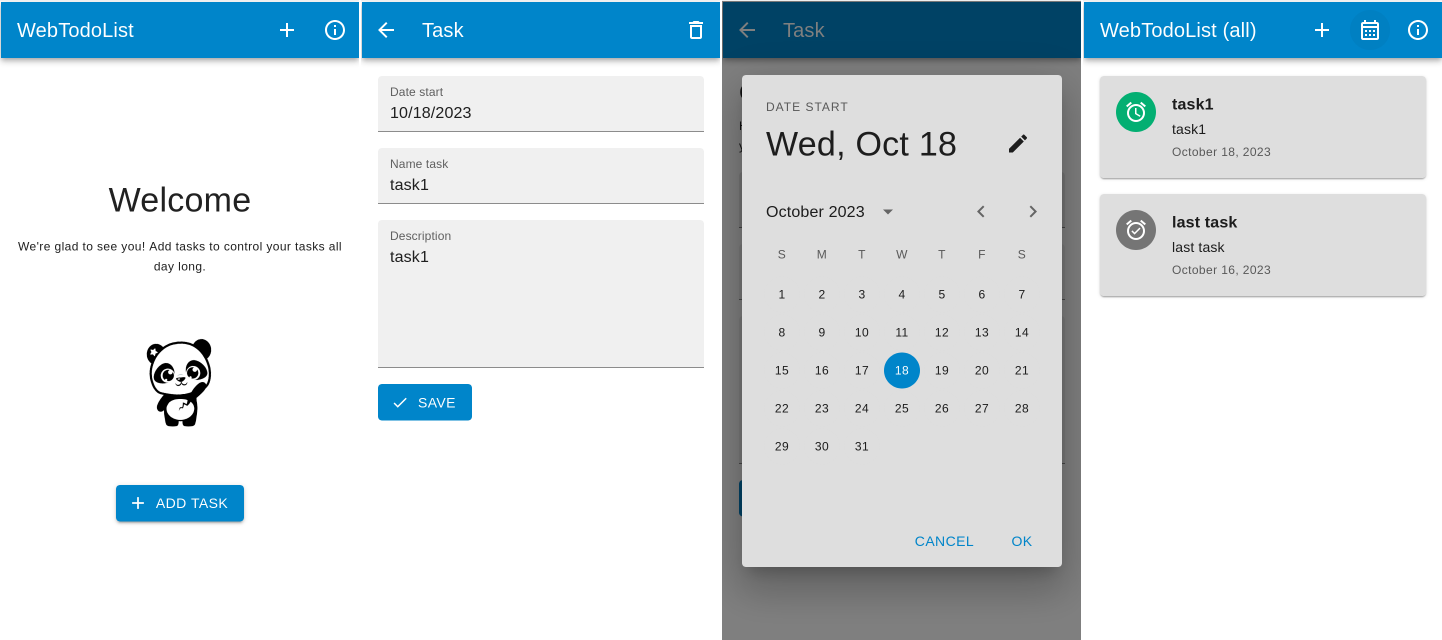 WebTodoList
Welcome
We're glad to see you! Add tasks to control your tasks all
day long.
ADD TASK
Task
Date start
10/18/2023
Name task
task1
Description
task1
SAVE
Task
DATE START
Wed, Oct 18
October 2023
S M T W T F S
1 2 3 4 5 6 7
8 9 10 11 12 13 14
15 16 17 18 19 20 21
22 23 24 25 26 27 28
29 30 31
CANCEL OK
WebTodoList (all)
task1
task1
October 18, 2023
last task
last task
October 16, 2023